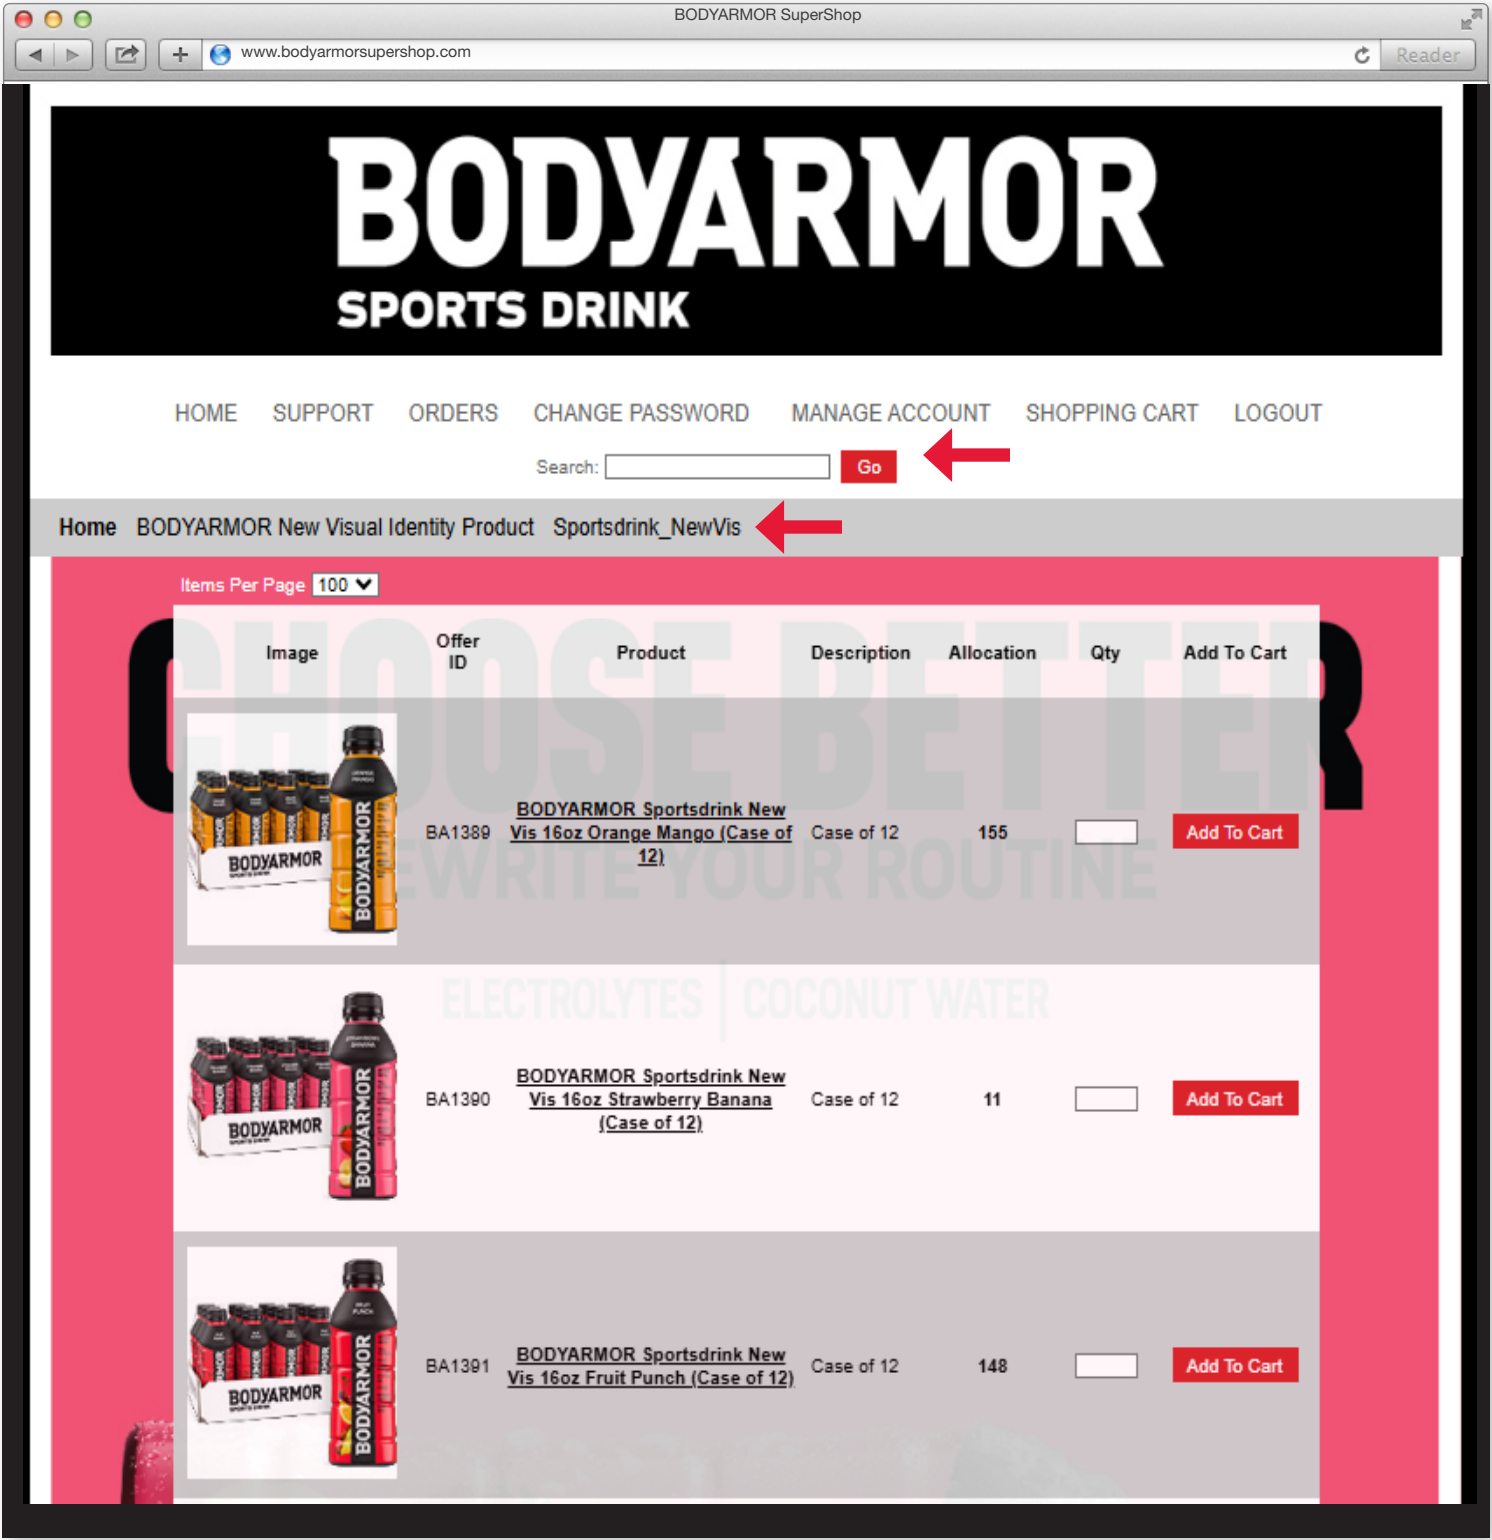 BODYARMOR SuperShop
www.bodyarmorsupershop.com
Reader
BODYARMOR
SPORTS DRINK
HOME SUPPORT ORDERS CHANGE PASSWORD MANAGE ACCOUNT SHOPPING CART LOGOUT
Search: Go
Home BODYARMOR New Visual Identity Product Sportsdrink_NewVis
Items Per Page 100
CHOOSE BETTER
Image Offer ID Product Description Allocation Qty Add To Cart
BODYARMOR
SPORTS DRINK
BODYARMOR
BA1389
BODYARMOR Sportsdrink New
Vis 16oz Orange Mango (Case of
12)
Case of 12
155
Add To Cart
EWRITE YOUR ROUTINE
ELECTROLYTES | COCONUT WATER
BODYARMOR
BODYARMOR
BA1390
BODYARMOR Sportsdrink New
Vis 16oz Strawberry Banana
(Case of 12)
Case of 12
11
Add To Cart
BODYARMOR
SPORTS DRINK
BODYARMOR
BA1391
BODYARMOR Sportsdrink New
Vis 16oz Fruit Punch (Case of 12)
Case of 12
148
Add To Cart